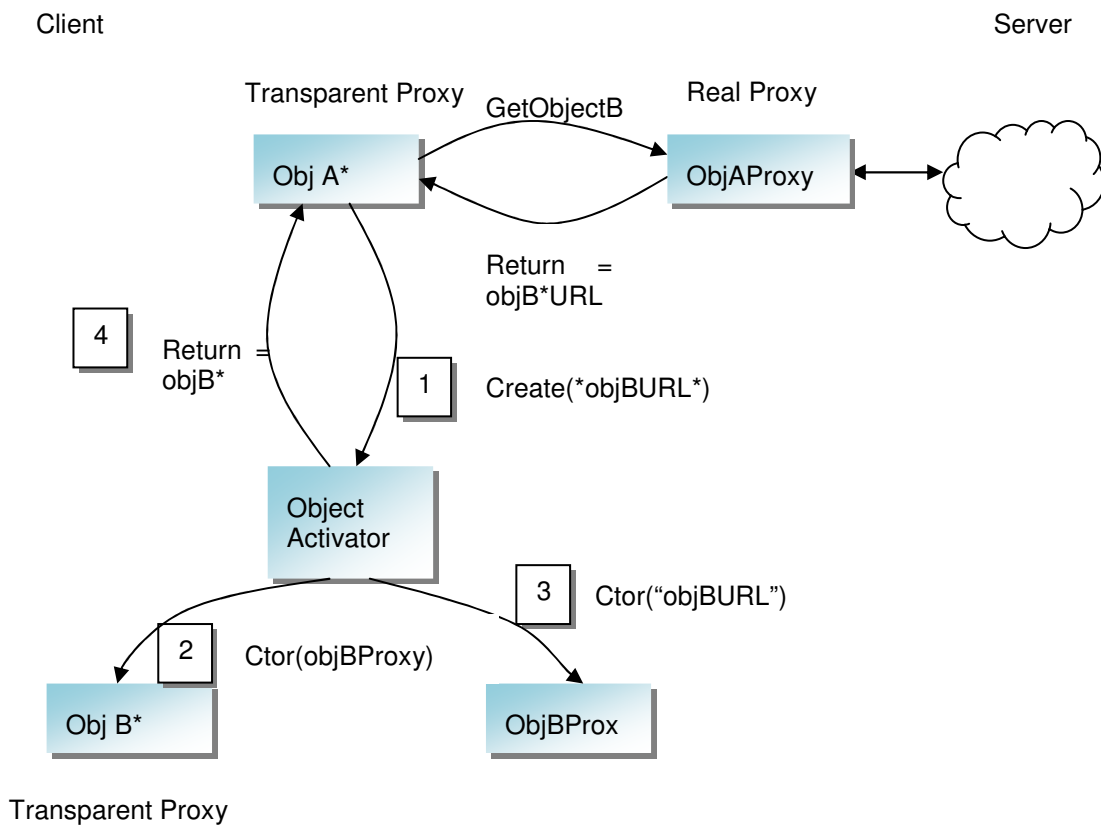 Client
Server
Transparent Proxy
GetObjectB
Real Proxy
Obj A*
ObjAProxy
Return =
objB*URL
4
Return =
objB*
1
Create(*objBURL*)
Object
Activator
3
Ctor(“objBURL”)
2
Ctor(objBProxy)
Obj B*
ObjBProx
Transparent Proxy